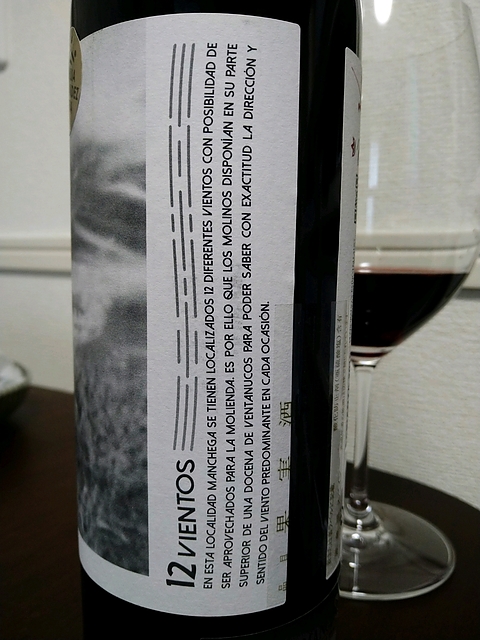 12 VIENTOS
EN ESTA LOCALIDAD MANCHEGA SE TIENEN LOCALIZADOS 12 DIFERENTES VIENTOS CON POSIBILIDAD DE
SER APROVECHADOS PARA LA MOLIENDA. ES POR ELLO QUE LOS MOLINOS DISPONÍAN EN SU PARTE
SUPERIOR DE UNA DOCENA DE VENTANUCOS PARA PODER SABER CON EXACTITUD LA DIRECCIÓN Y
SENTIDO DEL VIENTO PREDOMINANTE EN CADA OCASIÓN.
果実酒